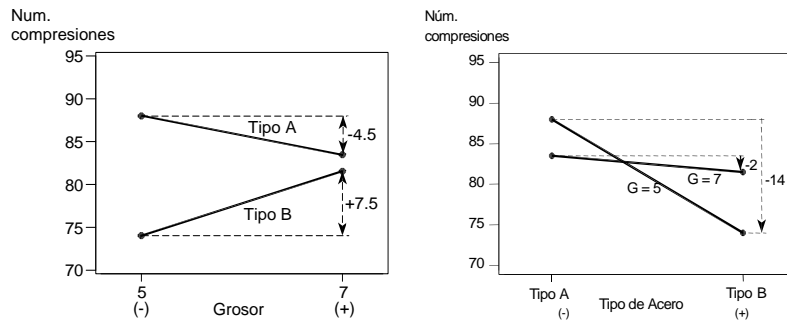 Num.
compresiones
95
90
85
80
75
70
Tipo A
-4.5
Tipo B
+7.5
5
7
(-)
Grosor
(+)
Núm.
compresiones
95
90
85
80
75
70
G = 5
G = 7
-2
-14
Tipo A
Tipo de Acero
Tipo B
(-)
(+)